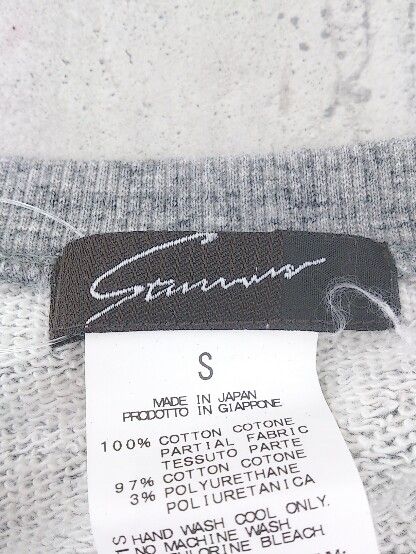 S
MADE IN JAPAN
PRODOTTO IN GIAPPONE
100% COTTON COTONE
PARTIAL FABRIC
TESSUTO PARTE
97% COTTON COTONE
3% POLYURETHANE
POLIURETANICA
HAND WASH COOL ONLY.
NO MACHINE WASH
CHLORINE BLEACH